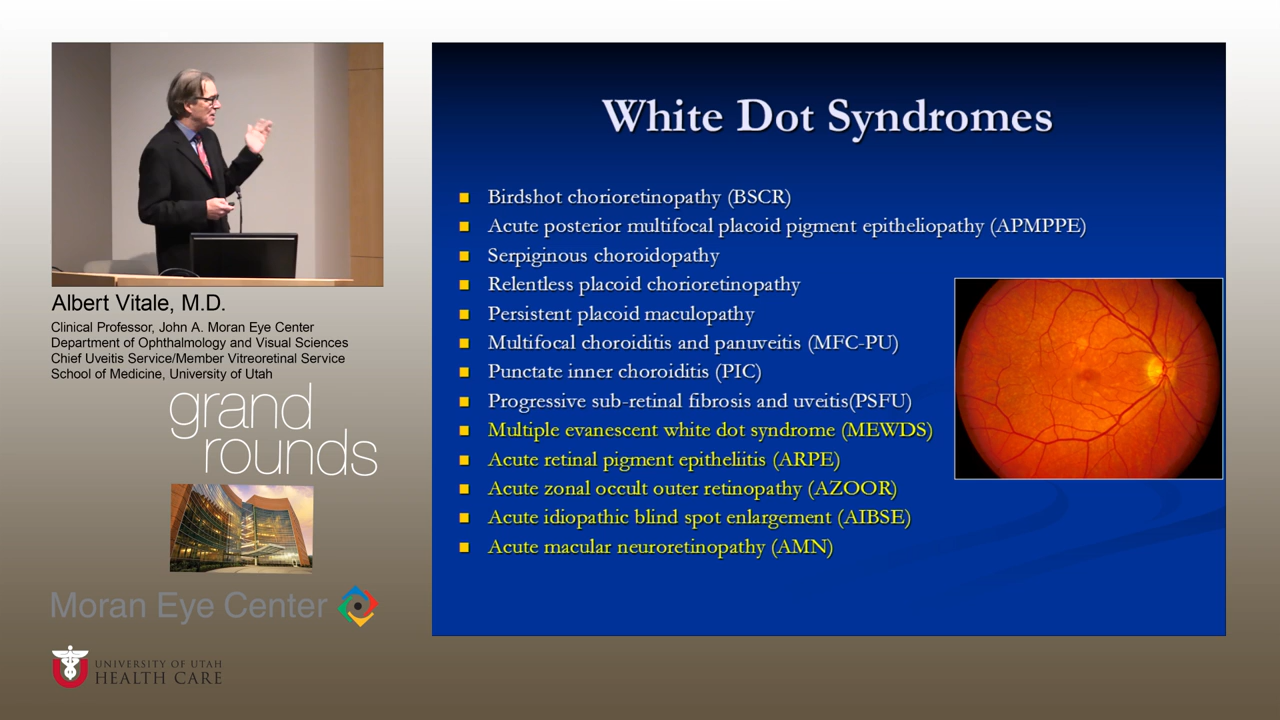 Albert Vitale, M.D.
Clinical Professor, John A. Moran Eye Center
Department of Ophthalmology and Visual Sciences
Chief Uveitis Service/Member Vitreoretinal Service
School of Medicine, University of Utah
grand
rounds
Moran Eye Center
UNIVERSITY OF UTAH
HEALTH CARE
White Dot Syndromes
Birdshot chorioretinopathy (BSCR)
Acute posterior multifocal placoid pigment epitheliopathy (APMPPE)
Serpiginous choroidopathy
Relentless placoid chorioretinopathy
Persistent placoid maculopathy
Multifocal choroiditis and panuveitis (MFC-PU)
Punctate inner choroiditis (PIC)
Progressive sub-retinal fibrosis and uveitis(PSFU)
Multiple evanescent white dot syndrome (MEWDS)
Acute retinal pigment epitheliitis (ARPE)
Acute zonal occult outer retinopathy (AZOOR)
Acute idiopathic blind spot enlargement (AIBSE)
Acute macular neuroretinopathy (AMN)